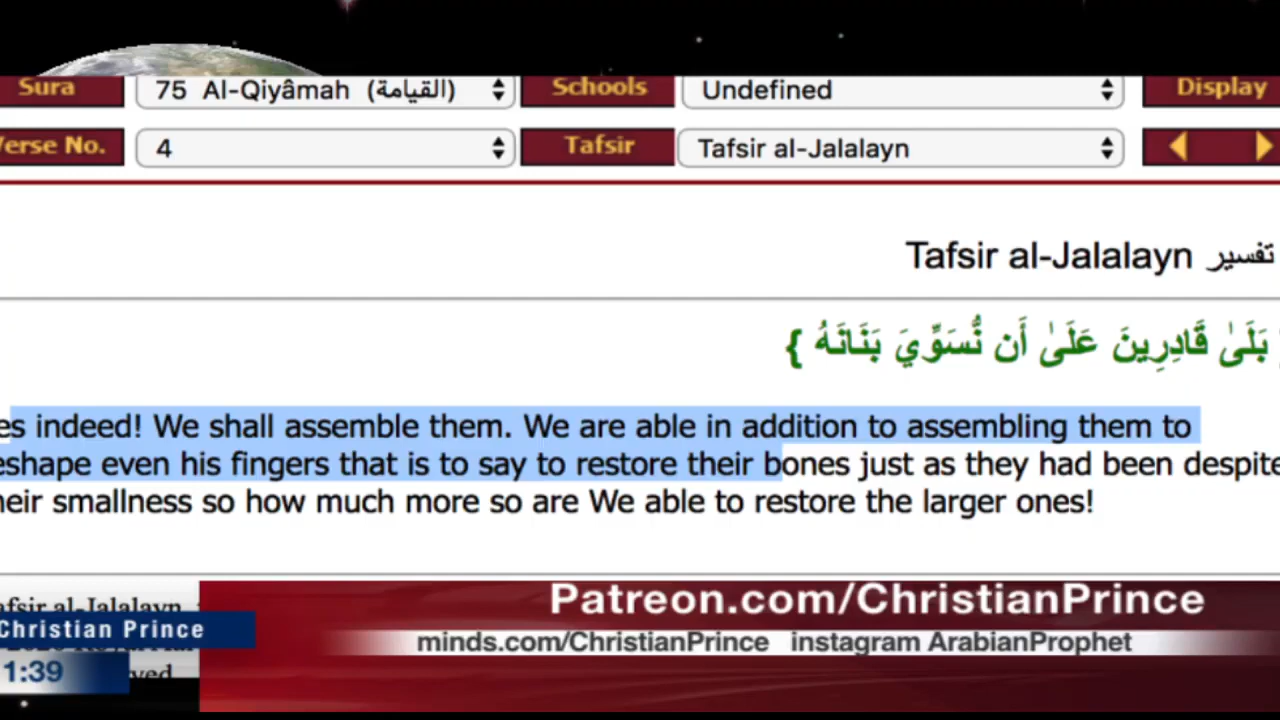 Sura 75 Al-Qiyâmah (القيامة) Schools Undefined Display
Verse No. 4 Tafsir Tafsir al-Jalalayn
Tafsir al-Jalalayn تفسير
بَلَىٰ قَادِرِينَ عَلَىٰ أَن نُّسَوِّيَ بَنَانَهُ }
es indeed! We shall assemble them. We are able in addition to assembling them to
eshape even his fingers that is to say to restore their bones just as they had been despite
heir smallness so how much more so are We able to restore the larger ones!
afsir al-Jalalayn
Patreon.com/ChristianPrince
Christian Prince
minds.com/ChristianPrince instagram ArabianProphet
1:39